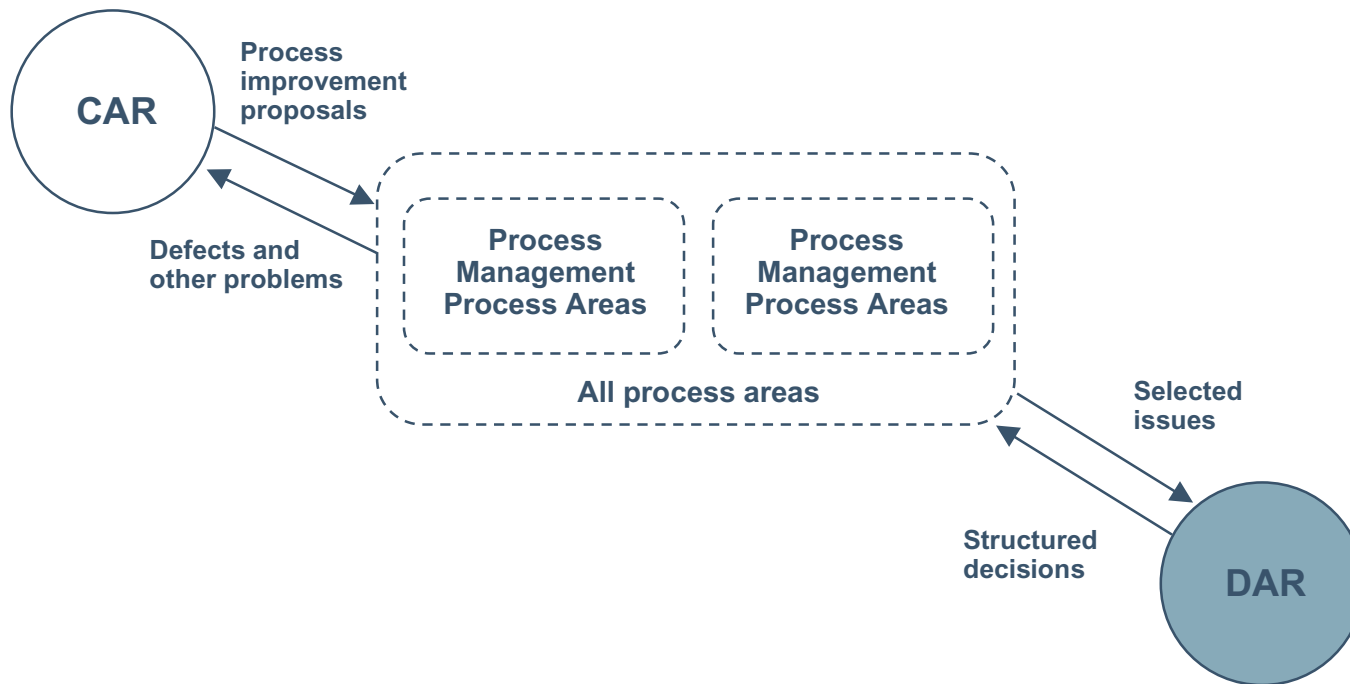 CAR
Process
improvement
proposals
Defects and
other problems
Process
Management
Process Areas
Process
Management
Process Areas
All process areas
Selected
issues
Structured
decisions
DAR